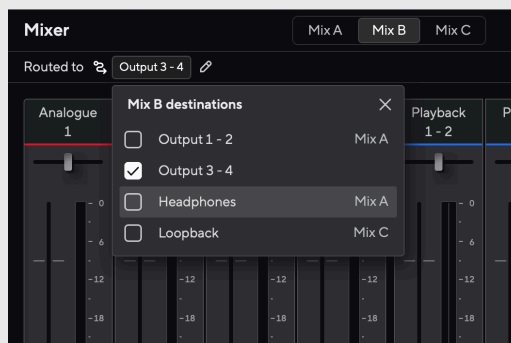 Mixer
Mix A
Mix B
Mix C
Routed to
Output 3 - 4
Mix B destinations
Analogue
1
Output 1 - 2
Mix A
Output 3 - 4
Headphones
Mix A
Loopback
Mix C
Playback
1 - 2
P
0
0
6
6
-12
-12
-12
-12
-12
-18
-18
-18
-18
-18